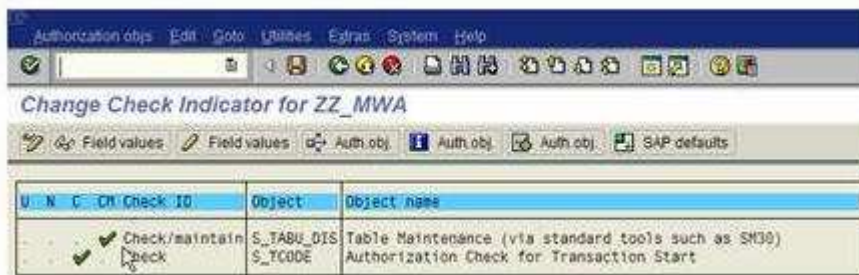 Authorization objs Edit Goto Utilities Extras System Help
Change Check Indicator for ZZ_MWA
Field values Field values Auth.obj. Auth.obj. Auth.obj. SAP defaults
U N C CM Check ID Object Object name
Check/maintain S_TABU_DIS Table Maintenance (via standard tools such as SM30)
Check S_TCODE Authorization Check for Transaction Start